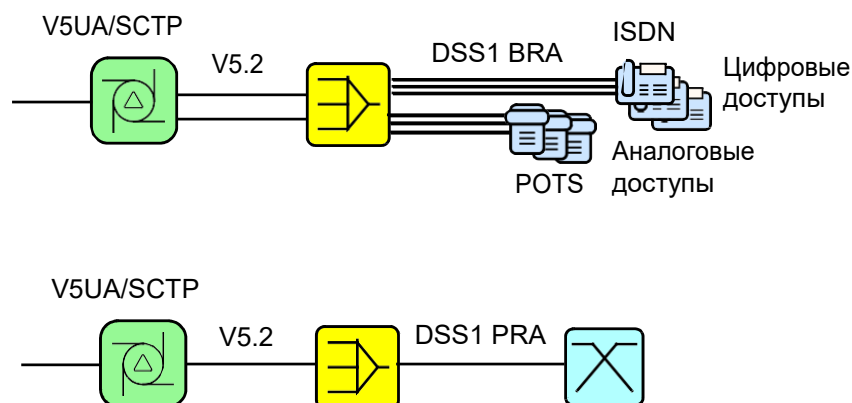 V5UA/SCTP
V5.2
DSS1 BRA
ISDN
Цифровые
доступы
Аналоговые
доступы
POTS
V5UA/SCTP
V5.2
DSS1 PRA